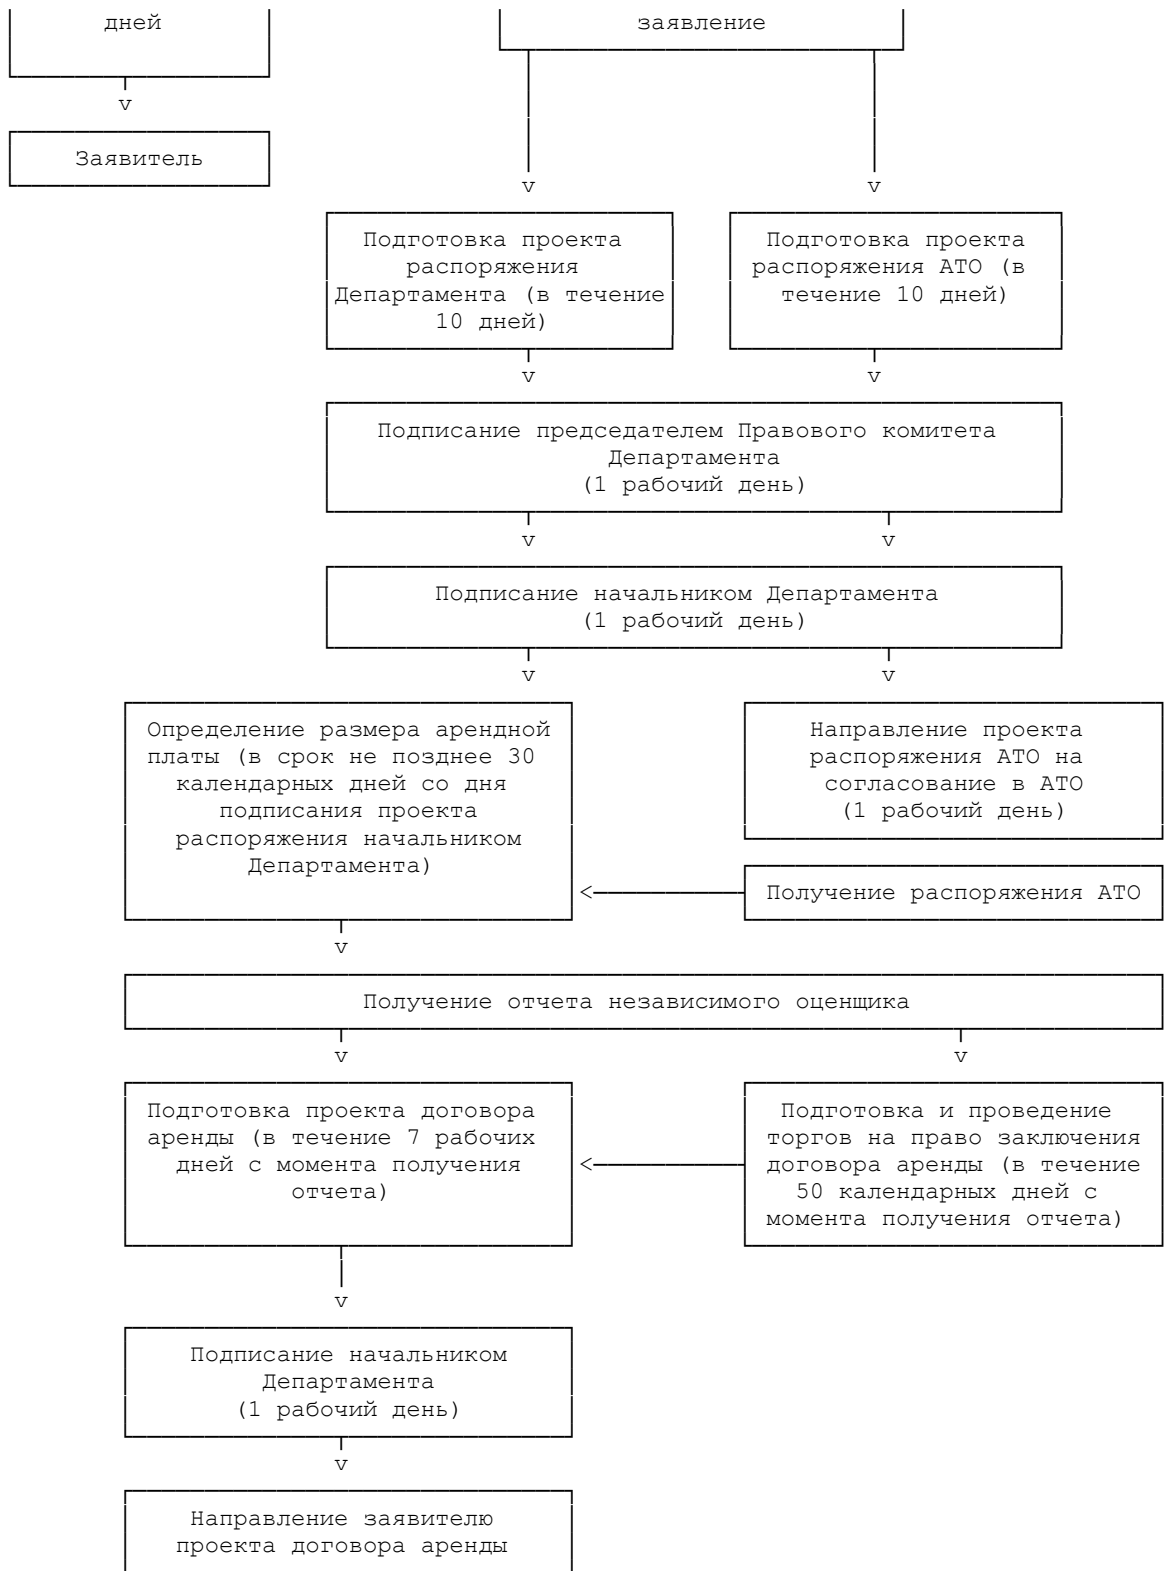 дней
заявление
Заявитель
Подготовка проекта
распоряжения
Департамента (в течение
10 дней)
Подготовка проекта
распоряжения АТО (в
течение 10 дней)
Подписание председателем Правового комитета
Департамента
(1 рабочий день)
Подписание начальником Департамента
(1 рабочий день)
Определение размера арендной
платы (в срок не позднее 30
календарных дней со дня
подписания проекта
распоряжения начальником
Департамента)
Направление проекта
распоряжения АТО на
согласование в АТО
(1 рабочий день)
Получение распоряжения АТО
Получение отчета независимого оценщика
Подготовка проекта договора
аренды (в течение 7 рабочих
дней с момента получения
отчета)
Подготовка и проведение
торгов на право заключения
договора аренды (в течение
50 календарных дней с
момента получения отчета)
Подписание начальником
Департамента
(1 рабочий день)
Направление заявителю
проекта договора аренды